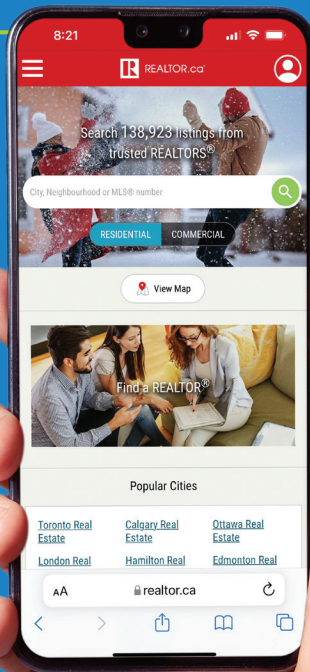 8:21
REALTOR.ca
Search 138,923 listings from
trusted REALTORS®
City, Neighbourhood or MLS® number
RESIDENTIAL COMMERCIAL
View Map
Find a REALTOR®
Popular Cities
Toronto Real Estate
Calgary Real Estate
Ottawa Real Estate
London Real
Hamilton Real
Edmonton Real
AA realtor.ca